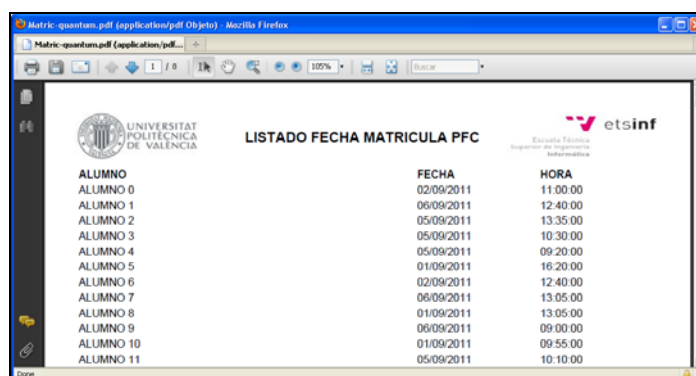 Matric-quantum.pdf (application/pdf Objeto) - Mozilla Firefox
Matric-quantum.pdf (application/pdf...
1 / 8 105% Buscar
UNIVERSITAT
POLITÈCNICA
DE VALÈNCIA
LISTADO FECHA MATRICULA PFC
etsinf
Escuela Técnica
Superior de Ingeniería
Informática
ALUMNO FECHA HORA
ALUMNO 0 02/09/2011 11:00:00
ALUMNO 1 06/09/2011 12:40:00
ALUMNO 2 05/09/2011 13:35:00
ALUMNO 3 05/09/2011 10:30:00
ALUMNO 4 05/09/2011 09:20:00
ALUMNO 5 01/09/2011 16:20:00
ALUMNO 6 02/09/2011 12:40:00
ALUMNO 7 06/09/2011 13:05:00
ALUMNO 8 01/09/2011 13:05:00
ALUMNO 9 06/09/2011 09:00:00
ALUMNO 10 01/09/2011 09:55:00
ALUMNO 11 05/09/2011 10:10:00
Done